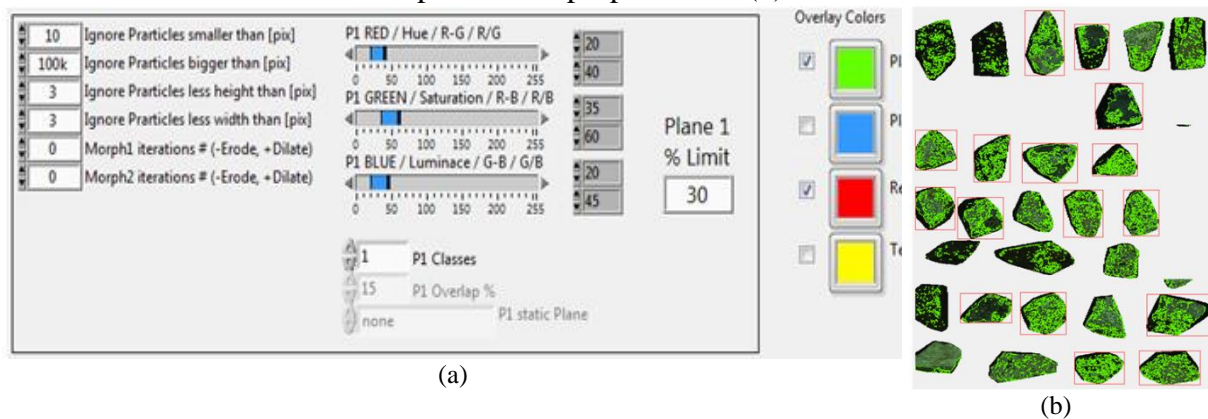 10 Ignore Prarticles smaller than [pix]
100k Ignore Prarticles bigger than [pix]
3 Ignore Prarticles less height than [pix]
3 Ignore Prarticles less width than [pix]
0 Morph1 iterations # (-Erode, +Dilate)
0 Morph2 iterations # (-Erode, +Dilate)
P1 RED / Hue / R-G / R/G
20
40
0 50 100 150 200 255
P1 GREEN / Saturation / R-B / R/B
35
60
0 50 100 150 200 255
P1 BLUE / Luminace / G-B / G/B
20
45
0 50 100 150 200 255
1 P1 Classes
15 P1 Overlap %
none P1 static Plane
Plane 1
% Limit
30
Overlay Colors
Pl
Pl
Re
Te
(a)
(b)